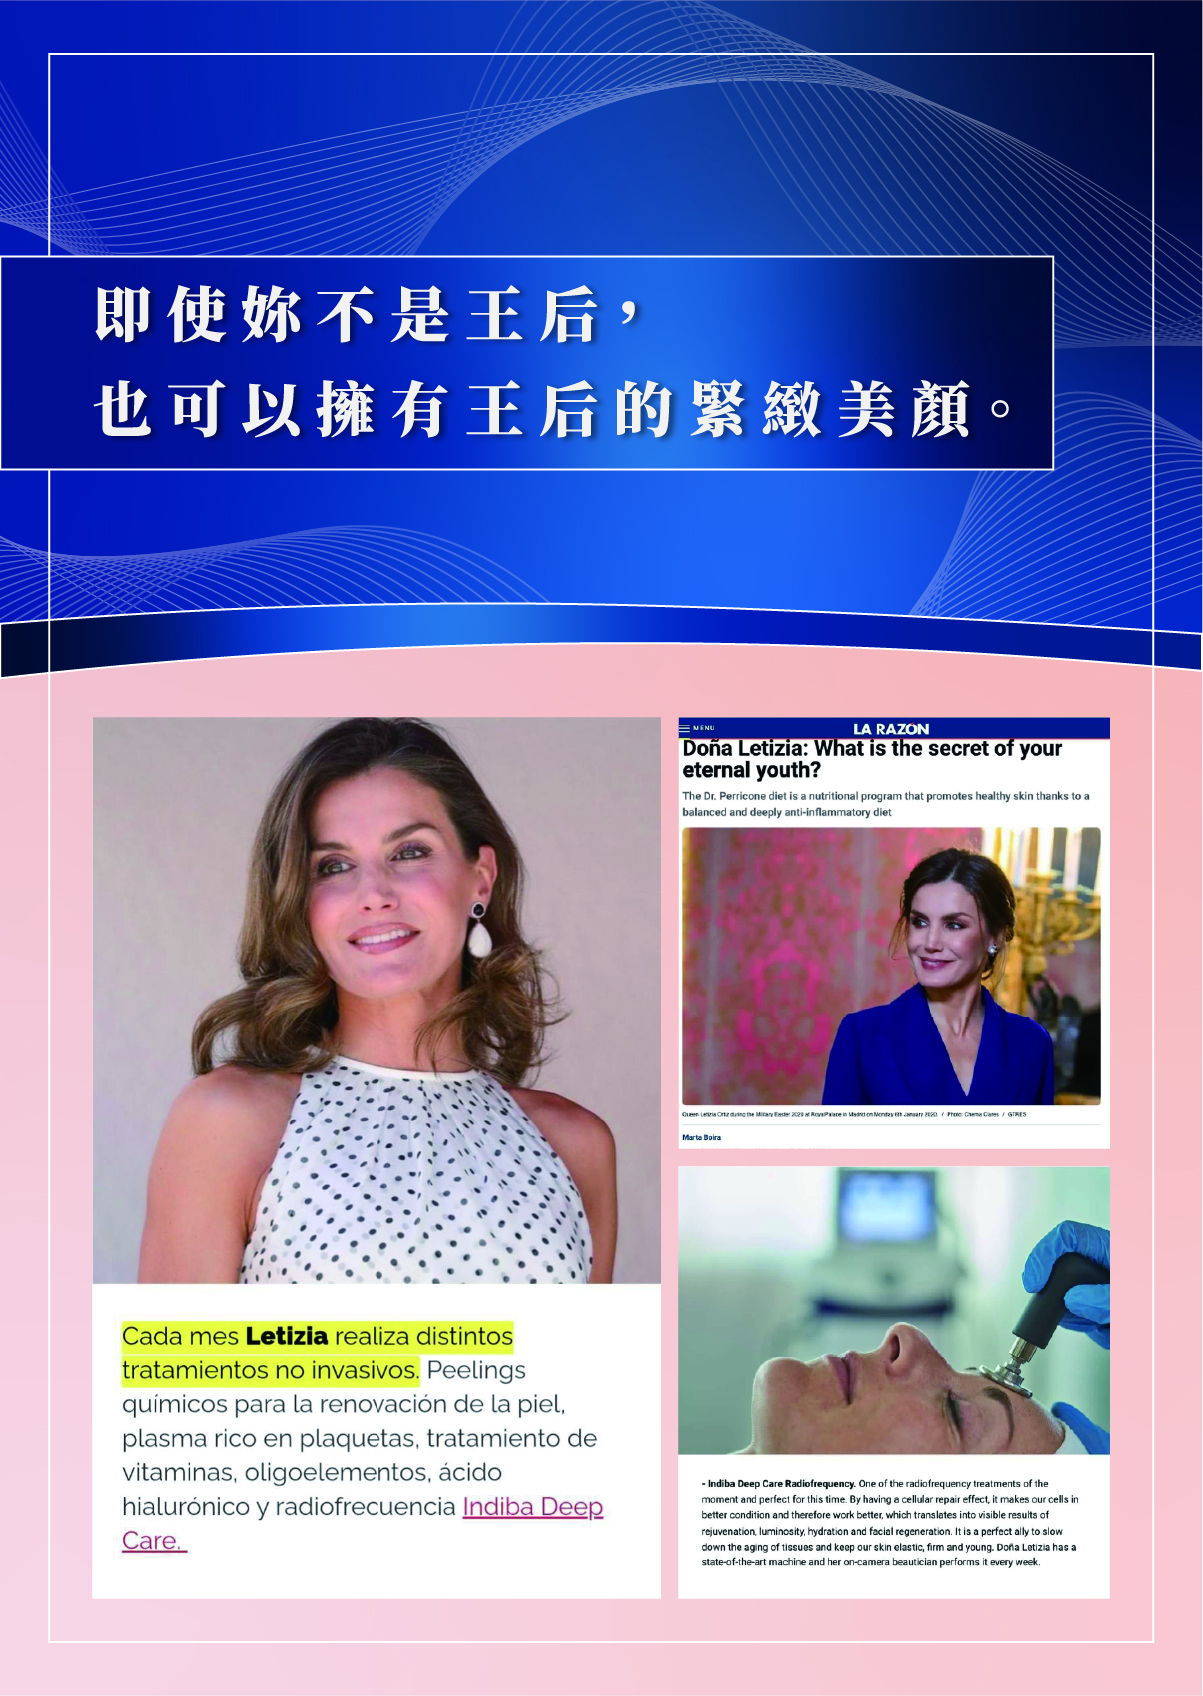 即使妳不是王后，
也可以擁有王后的緊緻美顏。
MENU
LA RAZÓN
Doña Letizia: What is the secret of your
eternal youth?
The Dr. Perricone diet is a nutritional program that promotes healthy skin thanks to a
balanced and deeply anti-inflammatory diet
Queen Letizia Ortiz during the Military Easter 2020 at Royal Palace in Madrid on Monday 6th January 2020. / Photo: Chema Clares / GTRES
Marta Boira
Cada mes Letizia realiza distintos
tratamientos no invasivos. Peelings
químicos para la renovación de la piel,
plasma rico en plaquetas, tratamiento de
vitaminas, oligoelementos, ácido
hialurónico y radiofrecuencia Indiba Deep
Care.
- Indiba Deep Care Radiofrequency. One of the radiofrequency treatments of the
moment and perfect for this time. By having a cellular repair effect, it makes our cells in
better condition and therefore work better, which translates into visible results of
rejuvenation, luminosity, hydration and facial regeneration. It is a perfect ally to slow
down the aging of tissues and keep our skin elastic, firm and young. Doña Letizia has a
state-of-the-art machine and her on-camera beautician performs it every week.